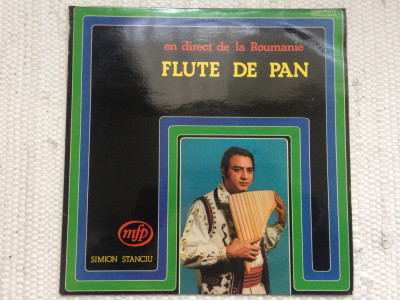 en direct de la Roumanie
FLUTE DE PAN
mfp
SIMION STANCIU